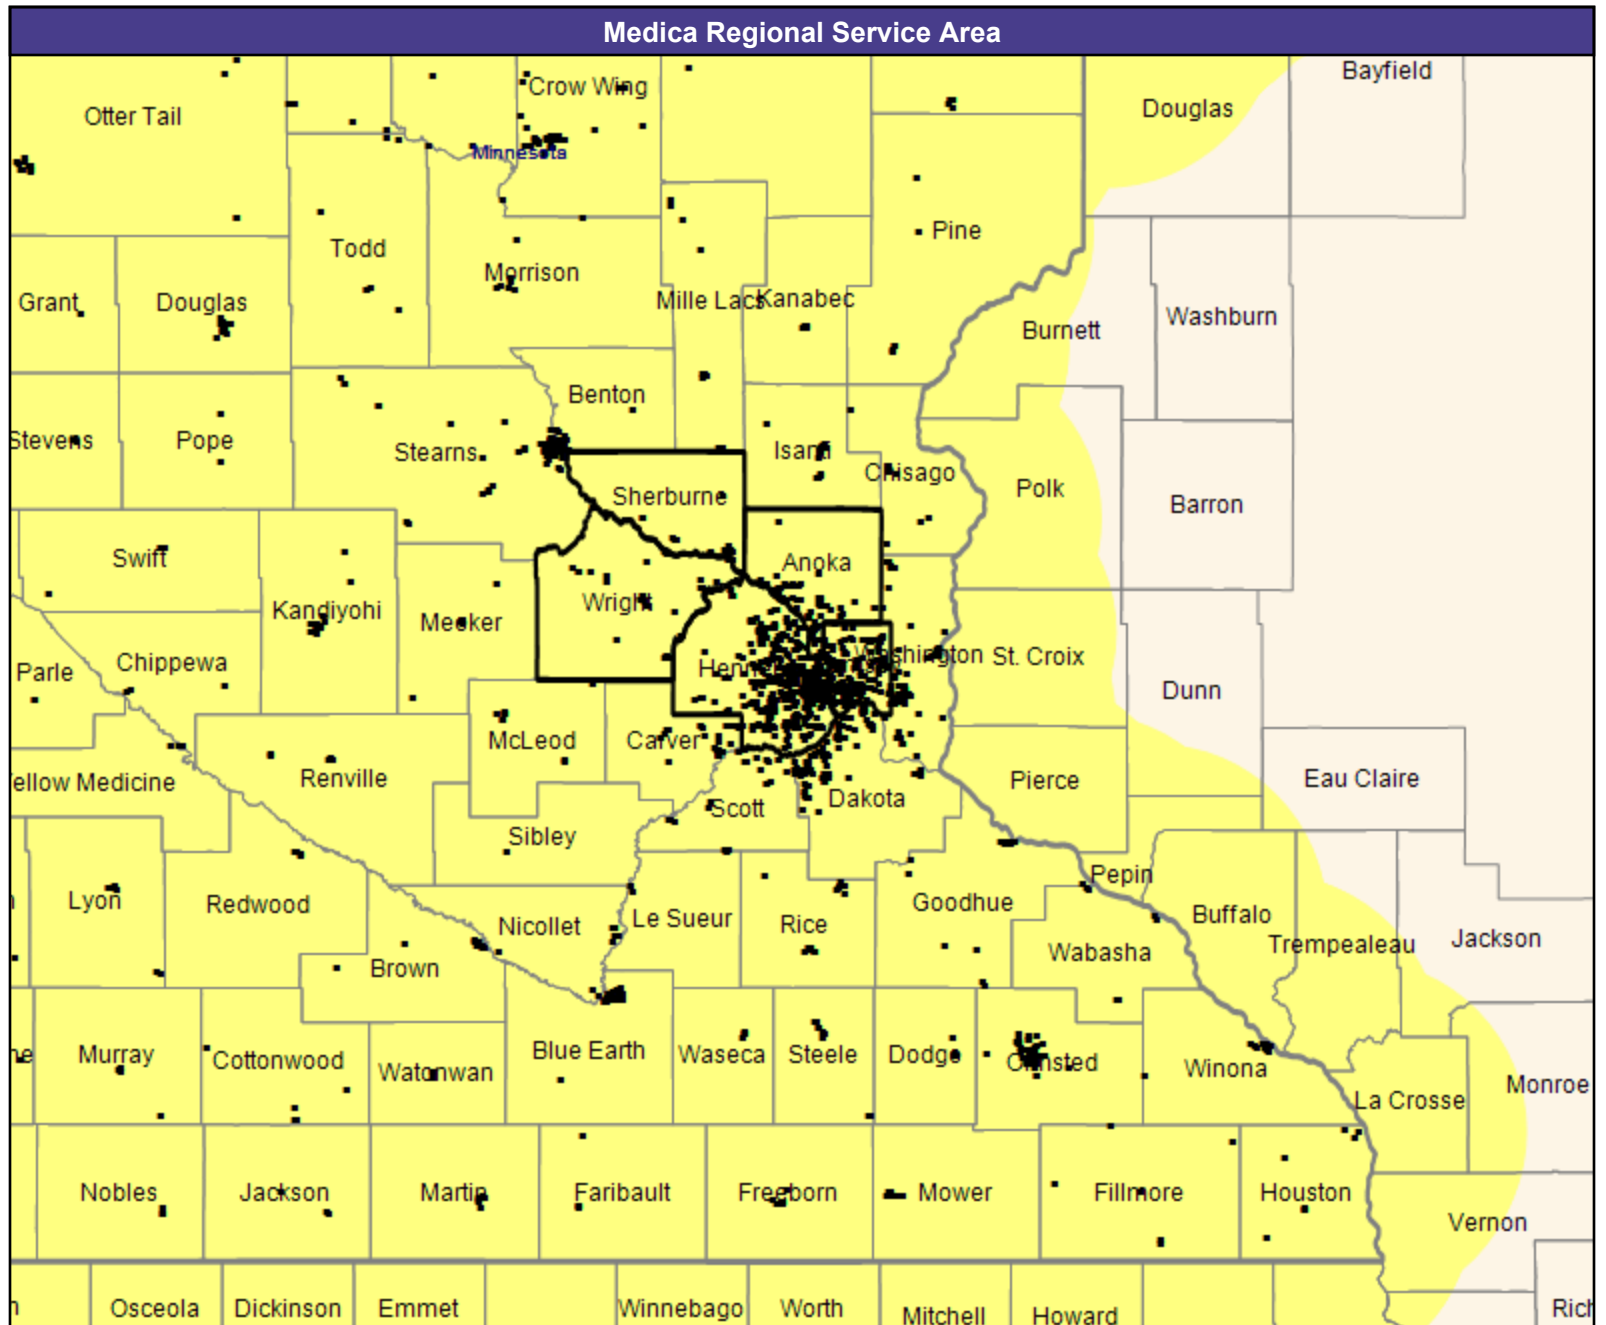 Medica Regional Service Area
Bayfield
Crow Wing
Douglas
Otter Tail
Minnesota
Pine
Todd
Morrison
Mille Lacs
Kanabec
Grant
Douglas
Washburn
Burnett
Benton
Stevens
Pope
Stearns
Isanti
Chisago
Polk
Sherburne
Barron
Swift
Anoka
Wright
Kandiyohi
Meeker
Parle
Chippewa
Washington
St. Croix
Dunn
McLeod
Carver
Renville
Pierce
Eau Claire
ellow Medicine
Scott
Dakota
Sibley
Pepin
Lyon
Redwood
Goodhue
Buffalo
Nicollet
Le Sueur
Rice
Trempealeau
Jackson
Wabasha
Brown
Murray
Cottonwood
Watonwan
Blue Earth
Waseca
Steele
Dodge
Olmsted
Winona
La Crosse
Monroe
Nobles
Jackson
Martin
Faribault
Freeborn
Mower
Fillmore
Houston
Vernon
Osceola
Dickinson
Emmet
Winnebago
Worth
Mitchell
Howard
Rich